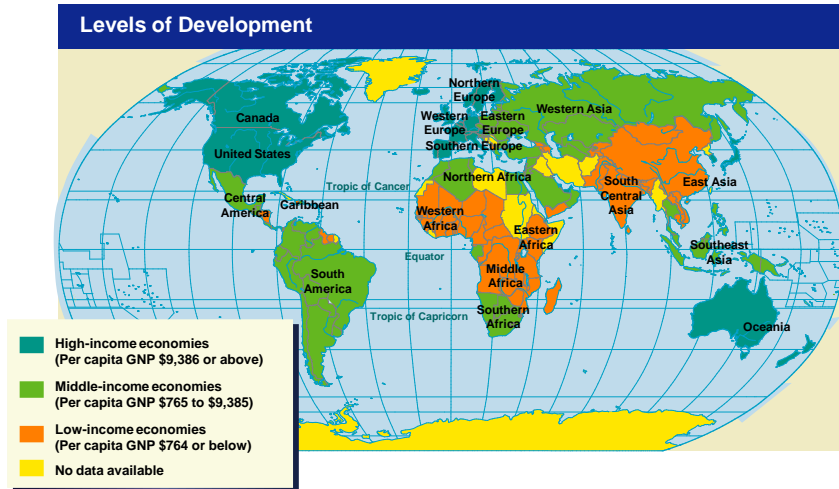 Levels of Development
Northern
Europe
Western Asia
Canada
Western
Europe
Eastern
Europe
Southern Europe
United States
Northern Africa
East Asia
South
Central
Asia
Tropic of Cancer
Central
America
Caribbean
Western
Africa
Eastern
Africa
Southeast
Asia
Equator
South
America
Middle
Africa
Tropic of Capricorn
Southern
Africa
Oceania
High-income economies
(Per capita GNP $9,386 or above)
Middle-income economies
(Per capita GNP $765 to $9,385)
Low-income economies
(Per capita GNP $764 or below)
No data available